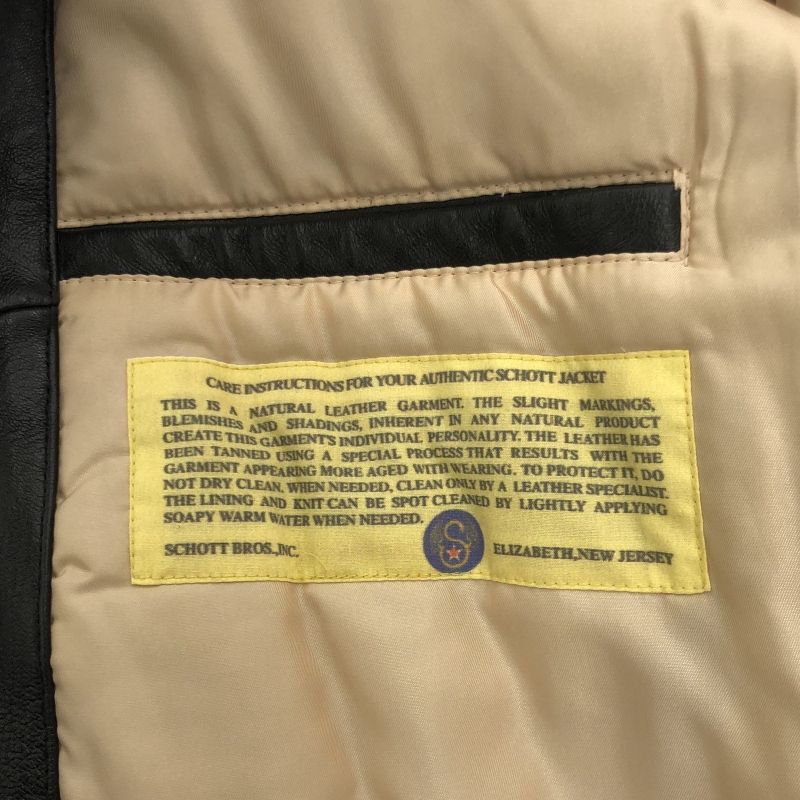 CARE INSTRUCTIONS FOR YOUR AUTHENTIC SCHOTT JACKET
THIS IS A NATURAL LEATHER GARMENT. THE SLIGHT MARKINGS,
BLEMISHES AND SHADINGS, INHERENT IN ANY NATURAL PRODUCT
CREATE THIS GARMENT'S INDIVIDUAL PERSONALITY. THE LEATHER HAS
BEEN TANNED USING A SPECIAL PROCESS THAT RESULTS WITH THE
GARMENT APPEARING MORE AGED WITH WEARING. TO PROTECT IT, DO
NOT DRY CLEAN. WHEN NEEDED, CLEAN ONLY BY A LEATHER SPECIALIST.
THE LINING AND KNIT CAN BE SPOT CLEANED BY LIGHTLY APPLYING
SOAPY WARM WATER WHEN NEEDED.
SCHOTT BROS., INC. S ELIZABETH, NEW JERSEY